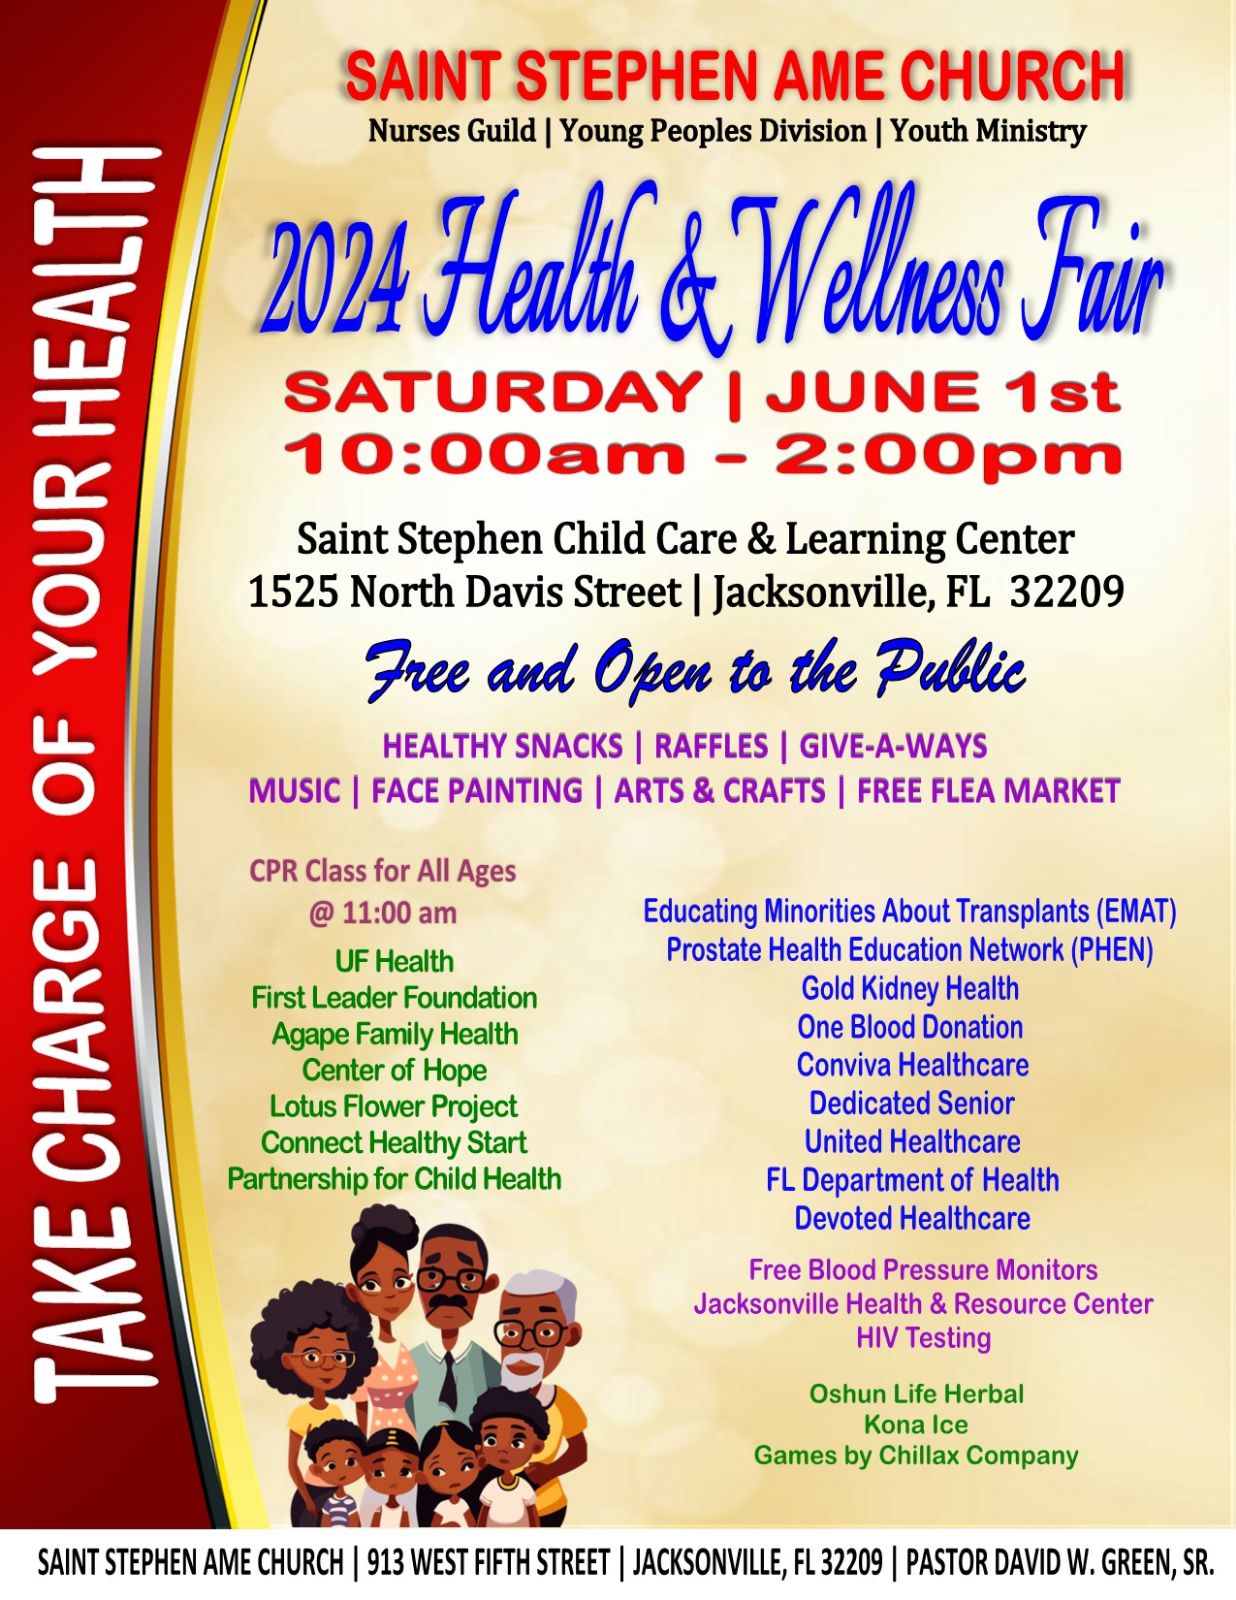 TAKE CHARGE OF YOUR HEALTH
SAINT STEPHEN AME CHURCH
Nurses Guild | Young Peoples Division | Youth Ministry
2024 Health & Wellness Fair
SATURDAY | JUNE 1st
10:00am - 2:00pm
Saint Stephen Child Care & Learning Center
1525 North Davis Street | Jacksonville, FL 32209
Free and Open to the Public
HEALTHY SNACKS | RAFFLES | GIVE-A-WAYS
MUSIC | FACE PAINTING | ARTS & CRAFTS | FREE FLEA MARKET
CPR Class for All Ages
@ 11:00 am
UF Health
First Leader Foundation
Agape Family Health
Center of Hope
Lotus Flower Project
Connect Healthy Start
Partnership for Child Health
Educating Minorities About Transplants (EMAT)
Prostate Health Education Network (PHEN)
Gold Kidney Health
One Blood Donation
Conviva Healthcare
Dedicated Senior
United Healthcare
FL Department of Health
Devoted Healthcare
Free Blood Pressure Monitors
Jacksonville Health & Resource Center
HIV Testing
Oshun Life Herbal
Kona Ice
Games by Chillax Company
SAINT STEPHEN AME CHURCH | 913 WEST FIFTH STREET | JACKSONVILLE, FL 32209 | PASTOR DAVID W. GREEN, SR.